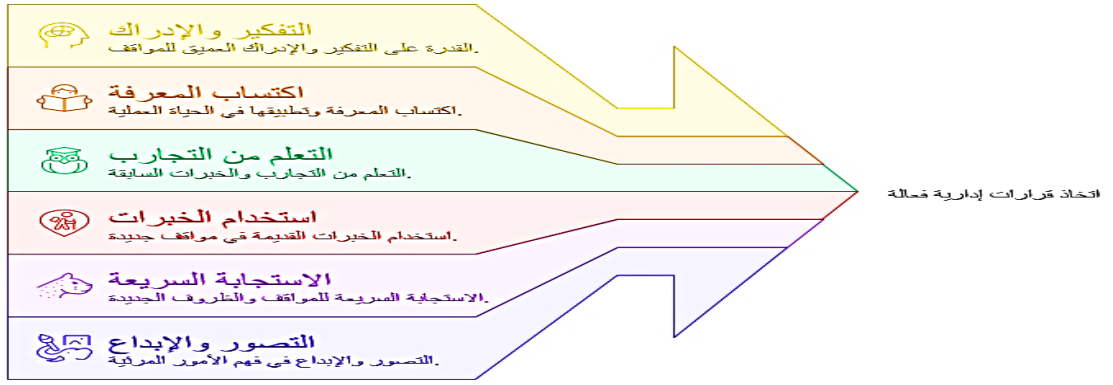 التفكير والإدراك
القدرة على التفكير والإدراك العميق للمواقف.
اكتساب المعرفة
اكتساب المعرفة وتطبيقها في الحياة العملية.
التعلم من التجارب
التعلم من التجارب والخبرات السابقة.
استخدام الخبرات
استخدام الخبرات القديمة في مواقف جديدة.
الاستجابة السريعة
الاستجابة السريعة للمواقف والظروف الجديدة.
التصور والإبداع
التصور والإبداع في فهم الأمور المرئية.
اتخاذ قرارات إدارية فعالة